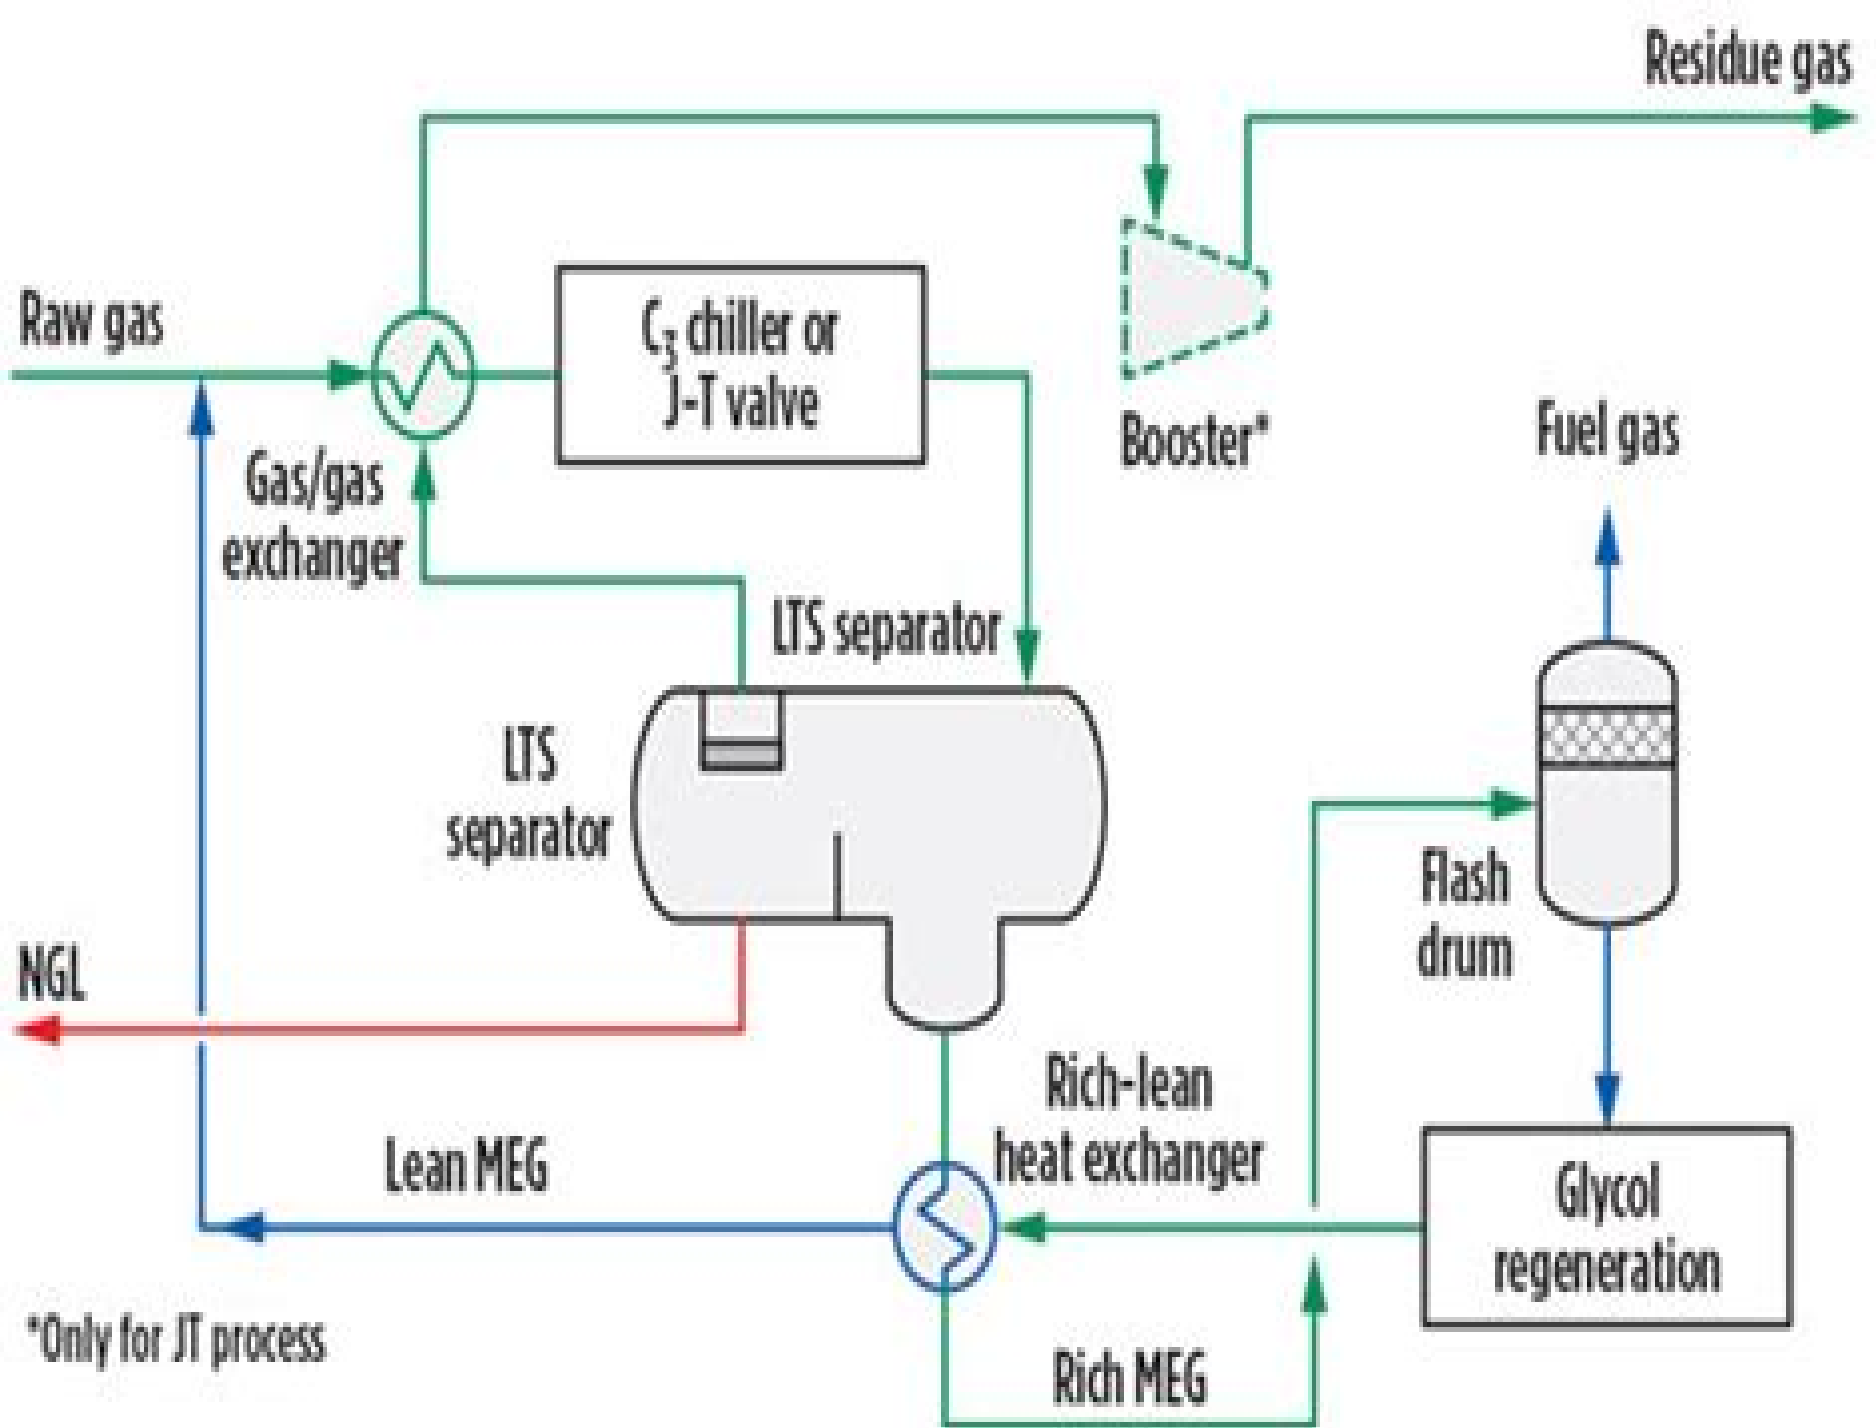 Residue gas
Raw gas
C3 chiller or
J-T valve
Booster*
Fuel gas
Gas/gas
exchanger
LTS separator
LTS
separator
Flash
drum
NGL
Rich-lean
heat exchanger
Lean MEG
Glycol
regeneration
*Only for JT process
Rich MEG